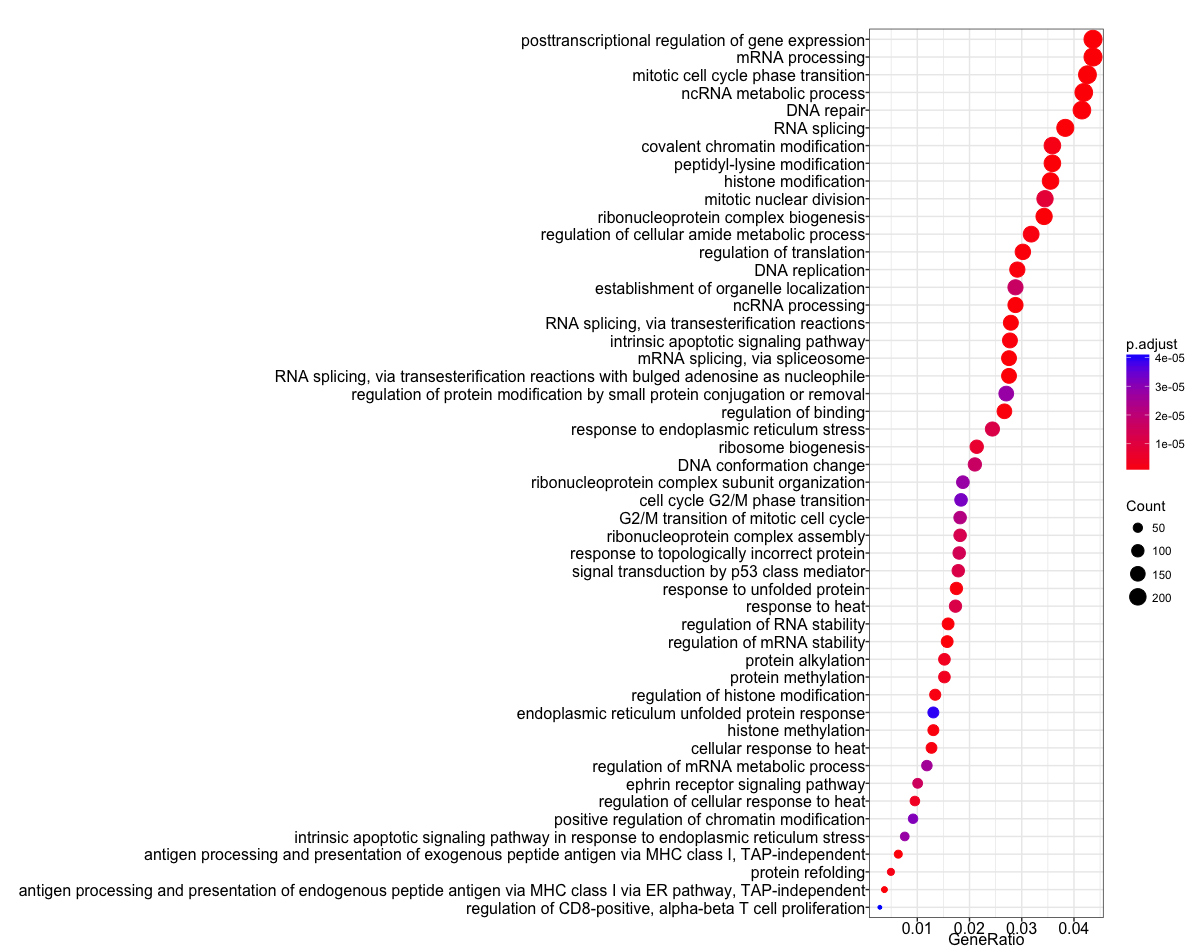 posttranscriptional regulation of gene expression
mRNA processing
mitotic cell cycle phase transition
ncRNA metabolic process
DNA repair
RNA splicing
covalent chromatin modification
peptidyl-lysine modification
histone modification
mitotic nuclear division
ribonucleoprotein complex biogenesis
regulation of cellular amide metabolic process
regulation of translation
DNA replication
establishment of organelle localization
ncRNA processing
RNA splicing, via transesterification reactions
intrinsic apoptotic signaling pathway
mRNA splicing, via spliceosome
RNA splicing, via transesterification reactions with bulged adenosine as nucleophile
regulation of protein modification by small protein conjugation or removal
regulation of binding
response to endoplasmic reticulum stress
ribosome biogenesis
DNA conformation change
ribonucleoprotein complex subunit organization
cell cycle G2/M phase transition
G2/M transition of mitotic cell cycle
ribonucleoprotein complex assembly
response to topologically incorrect protein
signal transduction by p53 class mediator
response to unfolded protein
response to heat
regulation of RNA stability
regulation of mRNA stability
protein alkylation
protein methylation
regulation of histone modification
endoplasmic reticulum unfolded protein response
histone methylation
cellular response to heat
regulation of mRNA metabolic process
ephrin receptor signaling pathway
regulation of cellular response to heat
positive regulation of chromatin modification
intrinsic apoptotic signaling pathway in response to endoplasmic reticulum stress
antigen processing and presentation of exogenous peptide antigen via MHC class I, TAP-independent
protein refolding
antigen processing and presentation of endogenous peptide antigen via MHC class I via ER pathway, TAP-independent
regulation of CD8-positive, alpha-beta T cell proliferation
0.01 0.02 0.03 0.04
GeneRatio
p.adjust
4e-05
3e-05
2e-05
1e-05
Count
50
100
150
200